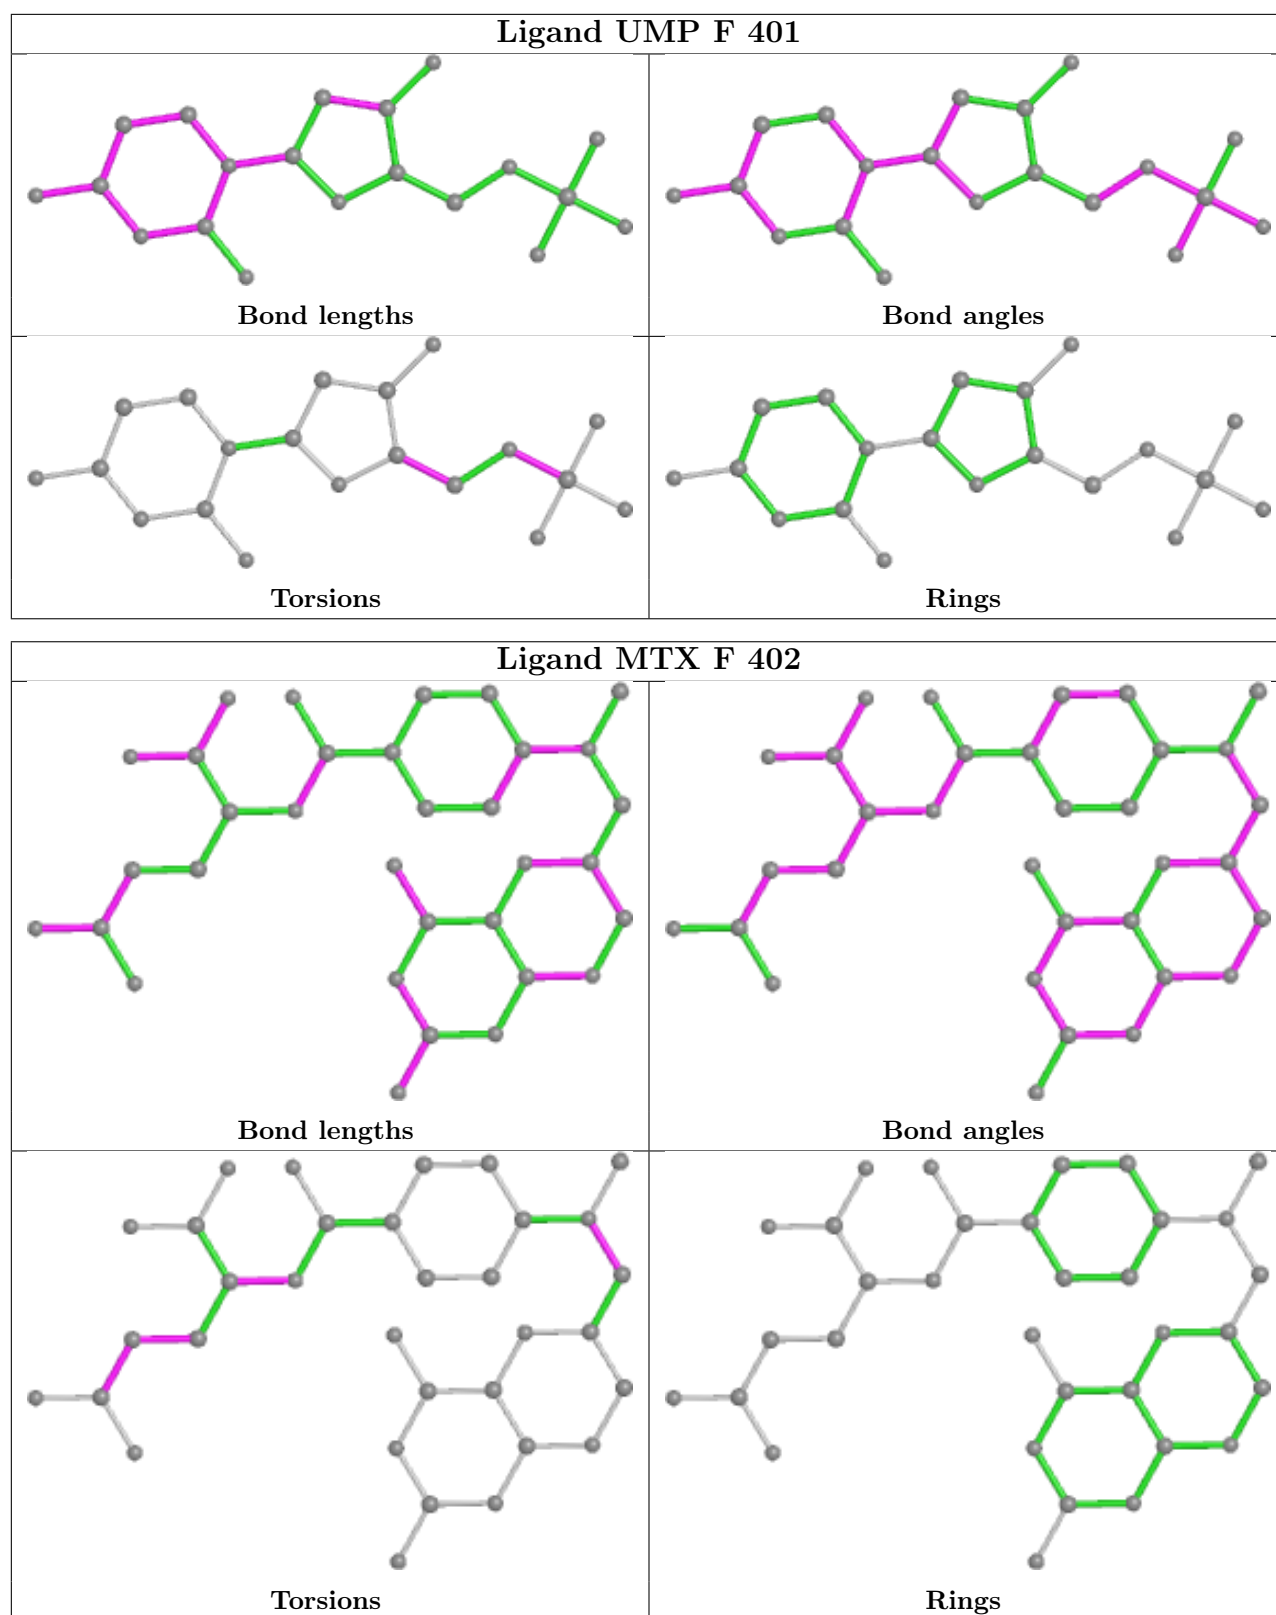 Ligand UMP F 401
Bond lengths
Bond angles
Torsions
Rings
Ligand MTX F 402
Bond lengths
Bond angles
Torsions
Rings